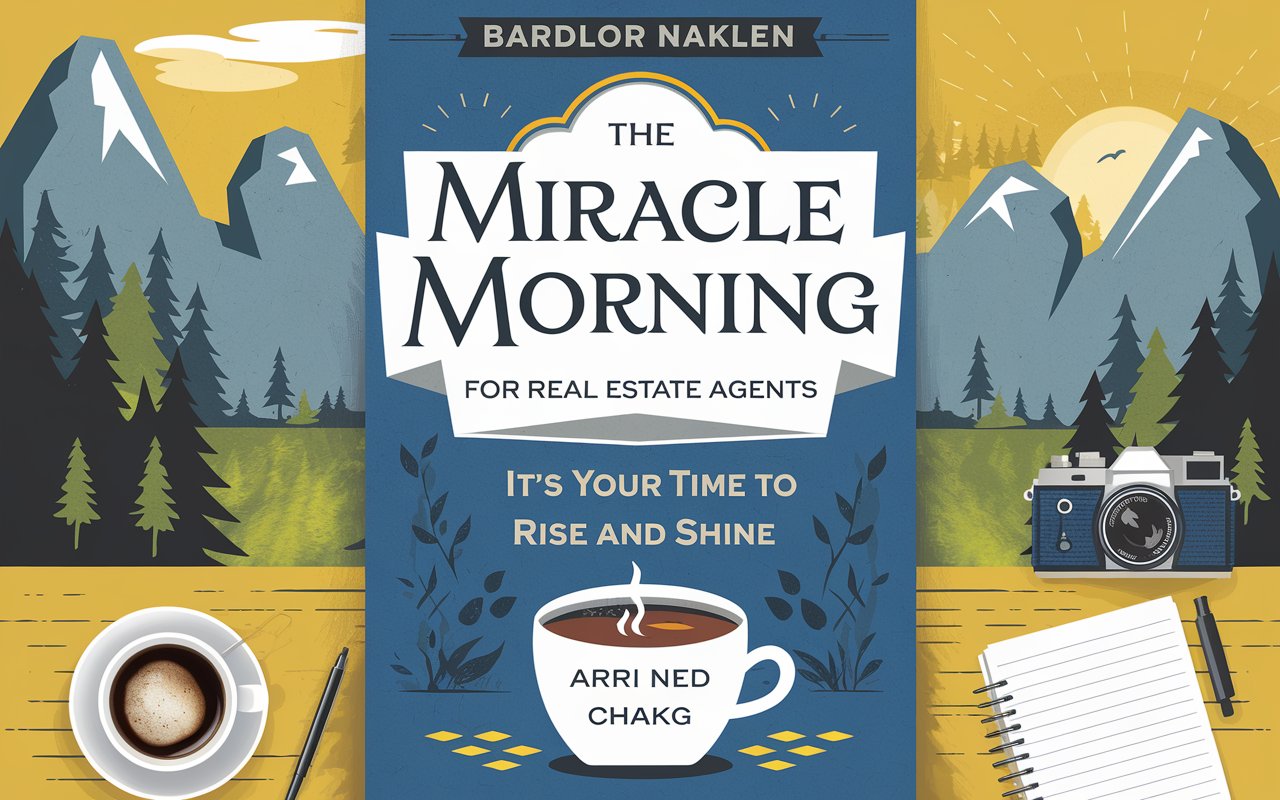 BARDLOR NAKLEN
THE
MIRACLE
MORNING
FOR REAL ESTATE AGENTS
IT'S YOUR TIME TO
RISE AND SHINE
ARRI NED
CHAKG